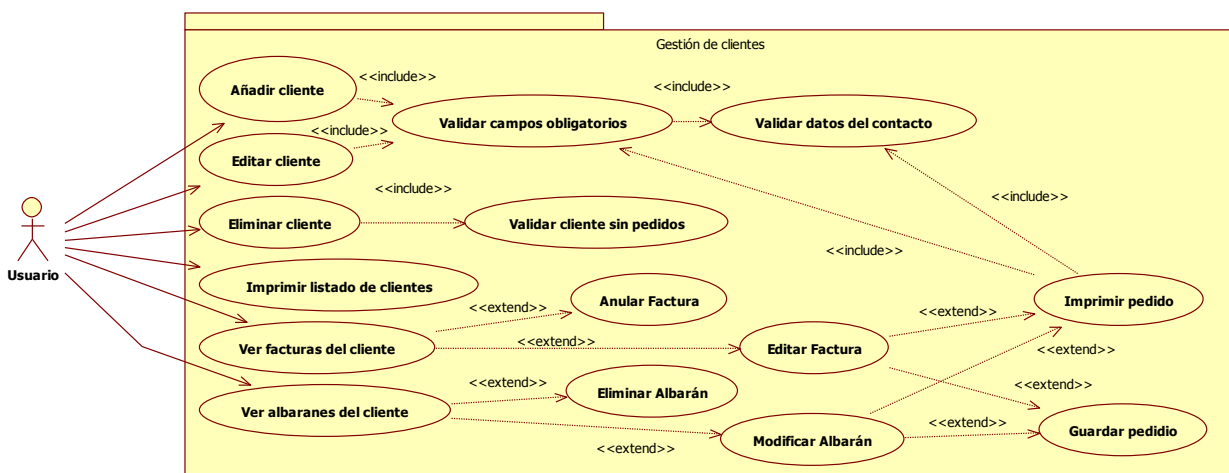 Gestión de clientes
<<include>>
<<include>>
Añadir cliente
Validar campos obligatorios
Validar datos del contacto
<<include>>
Editar cliente
<<include>>
<<include>>
Eliminar cliente
Validar cliente sin pedidos
<<include>>
Usuario
Imprimir listado de clientes
Anular Factura
Imprimir pedido
<<extend>>
<<extend>>
<<extend>>
Ver facturas del cliente
Editar Factura
<<extend>>
<<extend>>
<<extend>>
Eliminar Albarán
Ver albaranes del cliente
<<extend>>
Guardar pedidio
Modificar Albarán
<<extend>>